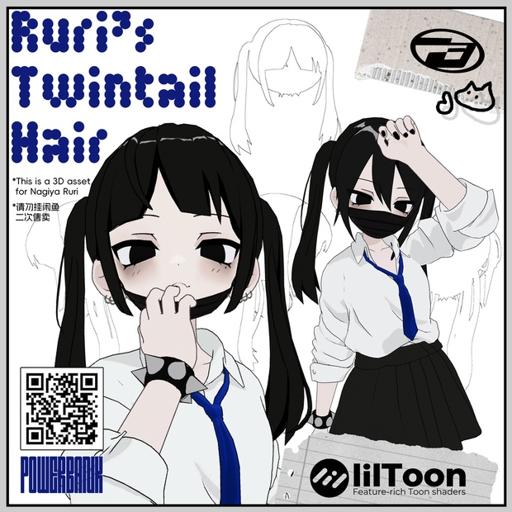 Ruri's
Twintail
Hair
*This is a 3D asset
for Nagiya Ruri
*请勿挂闲鱼
二次售卖
POWERBANK
lilToon
Feature-rich Toon shaders